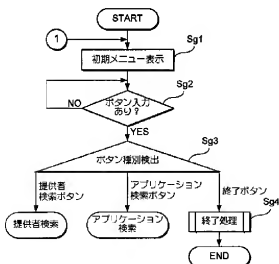 START
1
Sg1
初期メニュー表示
Sg2
ボタン入力
あり?
NO
YES
Sg3
ボタン種別検出
提供者
検索ボタン
アプリケーション
検索ボタン
終了ボタン
Sg4
提供者検索
アプリケーション
検索
終了処理
END